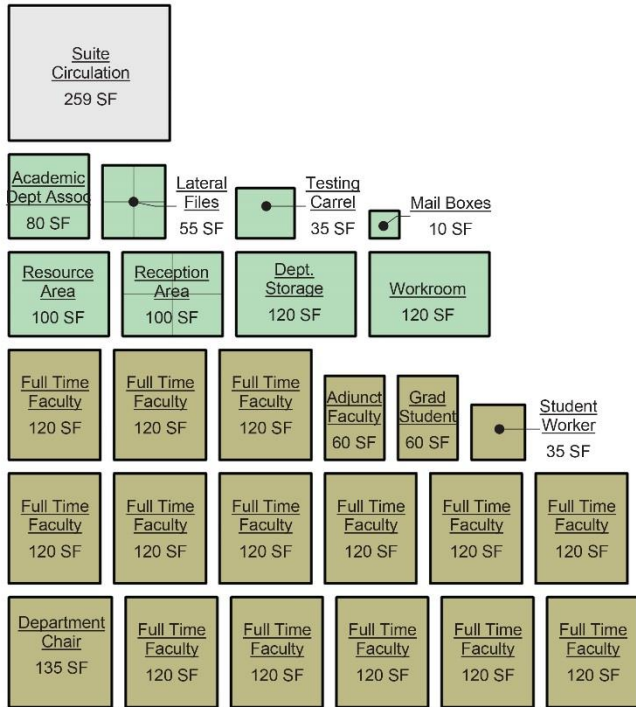 Suite
Circulation
259 SF
Academic
Dept Assoc
80 SF
Lateral
Files
55 SF
Testing
Carrel
35 SF
Mail Boxes
10 SF
Resource
Area
100 SF
Reception
Area
100 SF
Dept.
Storage
120 SF
Workroom
120 SF
Full Time
Faculty
120 SF
Full Time
Faculty
120 SF
Full Time
Faculty
120 SF
Adjunct
Faculty
60 SF
Grad
Student
60 SF
Student
Worker
35 SF
Full Time
Faculty
120 SF
Full Time
Faculty
120 SF
Full Time
Faculty
120 SF
Full Time
Faculty
120 SF
Full Time
Faculty
120 SF
Full Time
Faculty
120 SF
Department
Chair
135 SF
Full Time
Faculty
120 SF
Full Time
Faculty
120 SF
Full Time
Faculty
120 SF
Full Time
Faculty
120 SF
Full Time
Faculty
120 SF